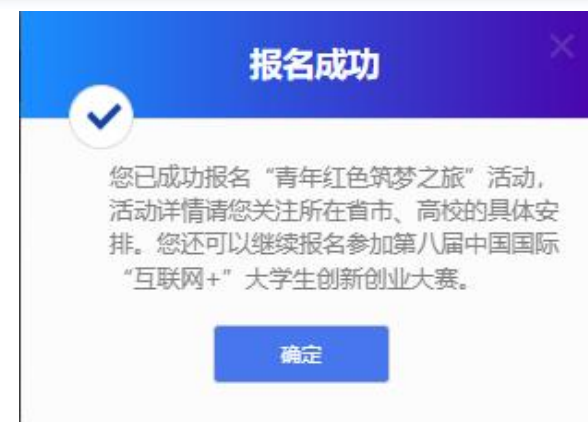 报名成功
您已成功报名“青年红色筑梦之旅”活动，
活动详情请您关注所在省市、高校的具体安
排。您还可以继续报名参加第八届中国国际
“互联网+”大学生创新创业大赛。
确定